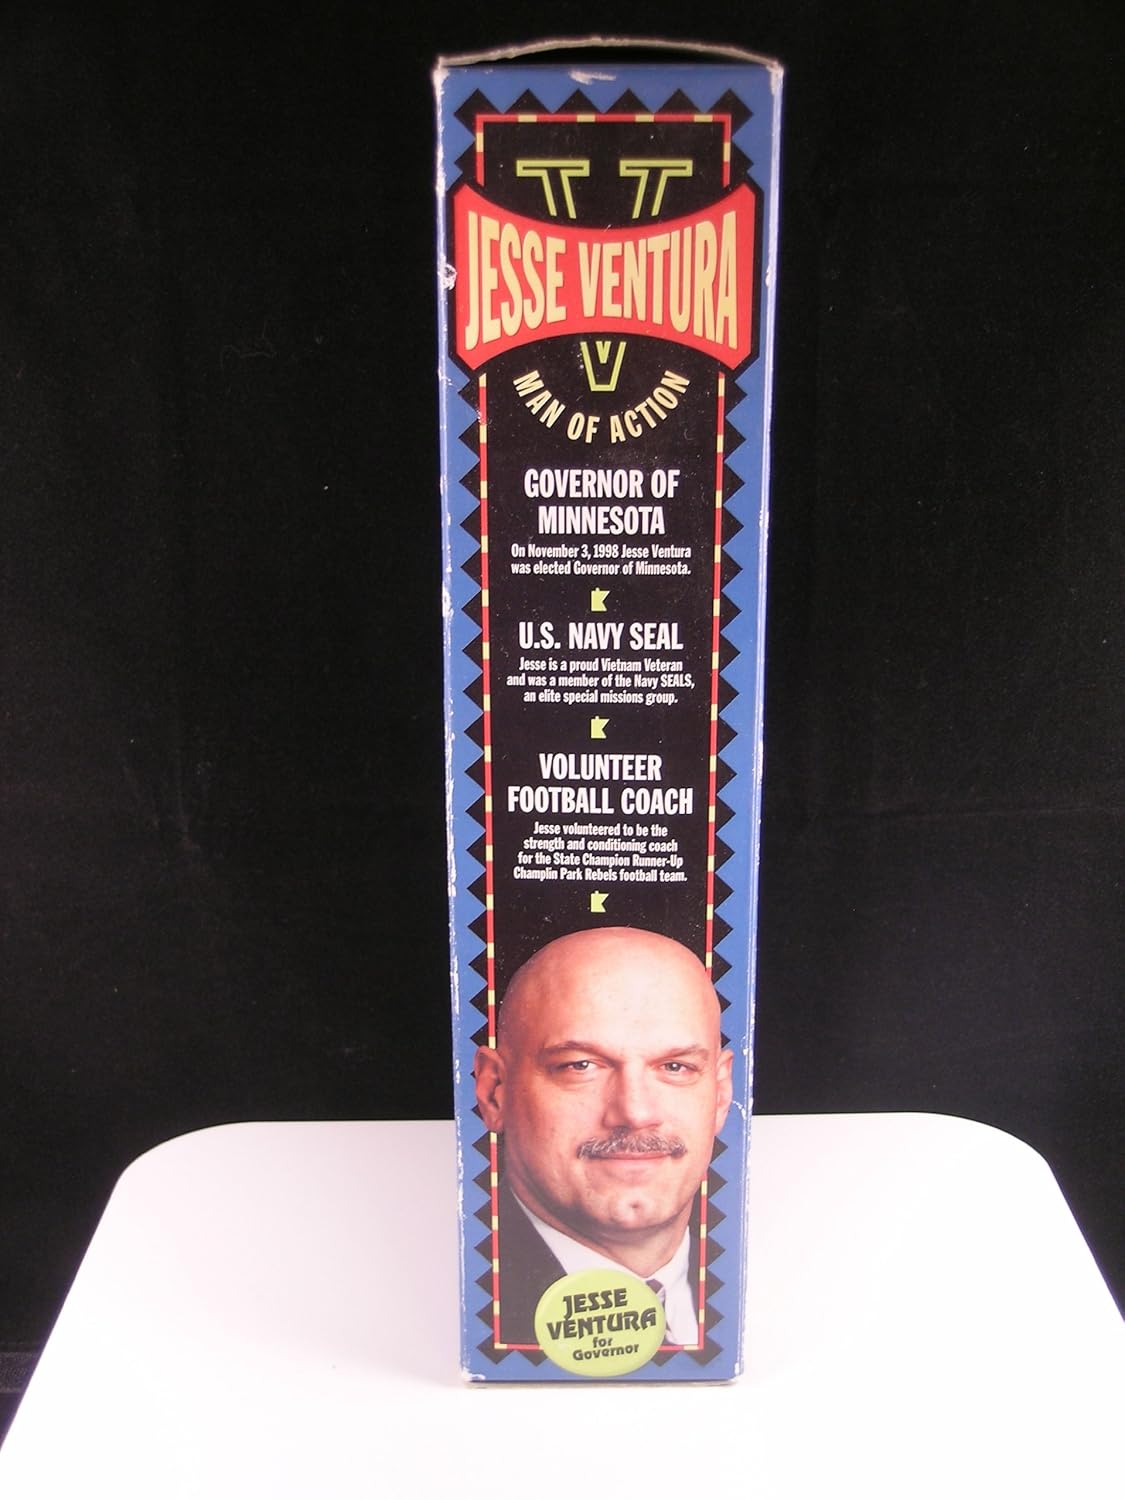 JESSE VENTURA
MAN OF ACTION
GOVERNOR OF
MINNESOTA
On November 3, 1998 Jesse Ventura
was elected Governor of Minnesota.
U.S. NAVY SEAL
Jesse is a proud Vietnam Veteran
and was a member of the Navy SEALS,
an elite special missions group.
VOLUNTEER
FOOTBALL COACH
Jesse volunteered to be the
strength and conditioning coach
for the State Champion Runner-Up
Champlin Park Rebels football team.
JESSE
VENTURA
for
Governor